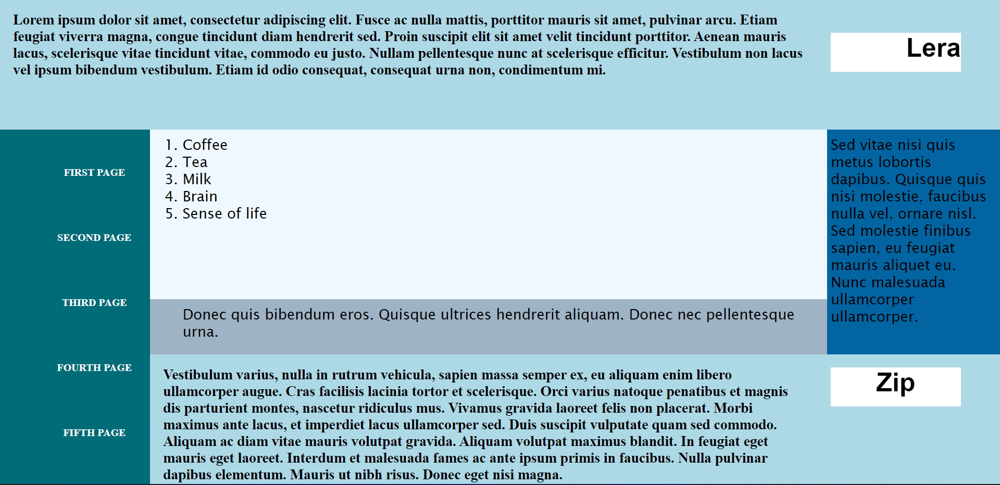 Lorem ipsum dolor sit amet, consectetur adipiscing elit. Fusce ac nulla mattis, porttitor mauris sit amet, pulvinar arcu. Etiam
feugiat viverra magna, congue tincidunt diam hendrerit sed. Proin suscipit elit sit amet velit tincidunt porttitor. Aenean mauris
lacus, scelerisque vitae tincidunt vitae, commodo eu justo. Nullam pellentesque nunc at scelerisque efficitur. Vestibulum non lacus
vel ipsum bibendum vestibulum. Etiam id odio consequat, consequat urna non, condimentum mi.
Lera
FIRST PAGE
SECOND PAGE
THIRD PAGE
FOURTH PAGE
FIFTH PAGE
1. Coffee
2. Tea
3. Milk
4. Brain
5. Sense of life
Donec quis bibendum eros. Quisque ultrices hendrerit aliquam. Donec nec pellentesque
urna.
Sed vitae nisi quis
metus lobortis
dapibus. Quisque quis
nisi molestie, faucibus
nulla vel, ornare nisl.
Sed molestie finibus
sapien, eu feugiat
mauris aliquet eu.
Nunc malesuada
ullamcorper
ullamcorper.
Vestibulum varius, nulla in rutrum vehicula, sapien massa semper ex, eu aliquam enim libero
ullamcorper augue. Cras facilisis lacinia tortor et scelerisque. Orci varius natoque penatibus et magnis
dis parturient montes, nascetur ridiculus mus. Vivamus gravida laoreet felis non placerat. Morbi
maximus ante lacus, et imperdiet lacus ullamcorper sed. Duis suscipit vulputate quam sed commodo.
Aliquam ac diam vitae mauris volutpat gravida. Aliquam volutpat maximus blandit. In feugiat eget
mauris eget laoreet. Interdum et malesuada fames ac ante ipsum primis in faucibus. Nulla pulvinar
dapibus elementum. Mauris ut nibh risus. Donec eget nisi magna.
Zip